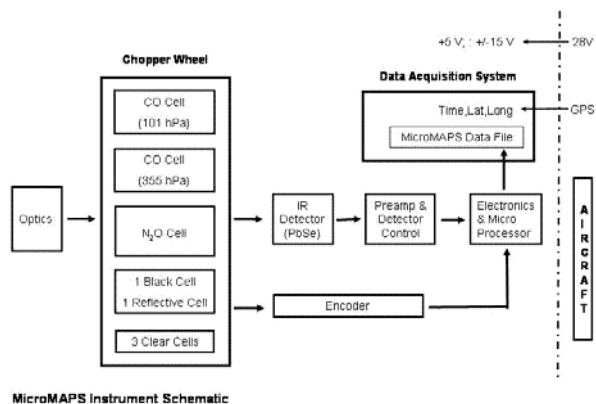 +5 V; : +/-15 V
28V
Chopper Wheel
Data Acquisition System
CO Cell
(101 hPa)
Time,Lat,Long
GPS
MicroMAPS Data File
CO Cell
(355 hPa)
Optics
N2O Cell
IR
Detector
(PbSe)
Preamp &
Detector
Control
Electronics
& Micro
Processor
AIRCRAFT
1 Black Cell
1 Reflective Cell
Encoder
3 Clear Cells
MicroMAPS Instrument Schematic